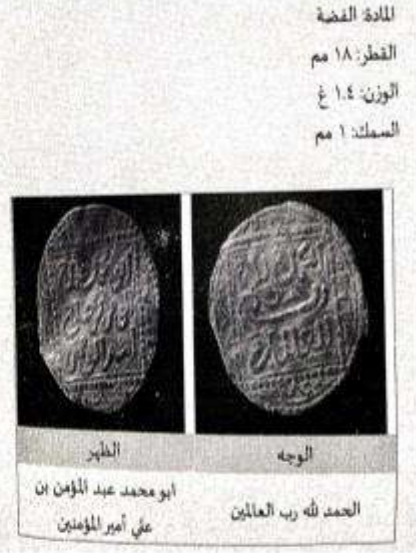 المادة: الفضة
القطر: ١٨ مم
الوزن: ١.٤ غ
السمك: ١ مم
الوجه
الظهر
الحمد لله رب العالمين
ابو محمد عبد المؤمن بن
علي أمير المؤمنين